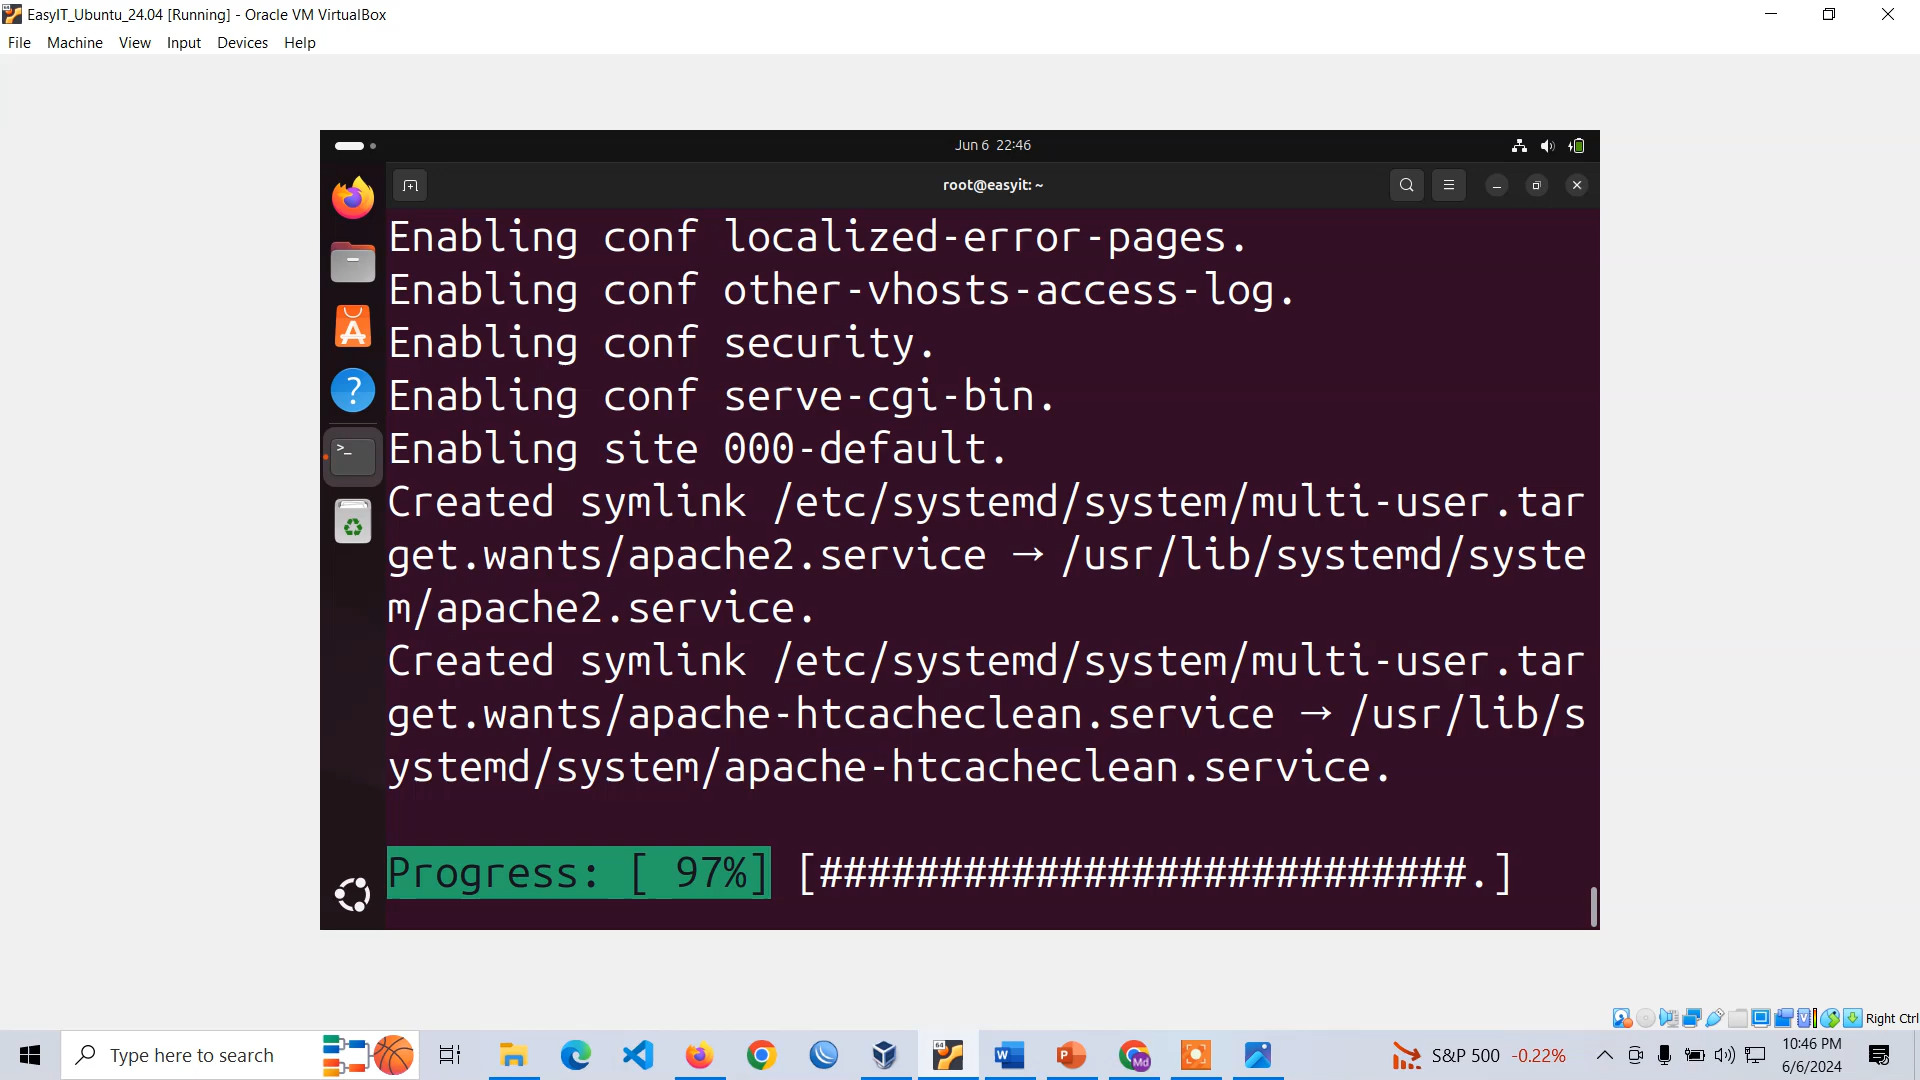 EasyIT_Ubuntu_24.04 [Running] - Oracle VM VirtualBox
File Machine View Input Devices Help
Jun 6 22:46
root@easyit: ~
Enabling conf localized-error-pages.
Enabling conf other-vhosts-access-log.
Enabling conf security.
Enabling conf serve-cgi-bin.
Enabling site 000-default.
Created symlink /etc/systemd/system/multi-user.tar
get.wants/apache2.service → /usr/lib/systemd/syste
m/apache2.service.
Created symlink /etc/systemd/system/multi-user.tar
get.wants/apache-htcacheclean.service → /usr/lib/s
ystemd/system/apache-htcacheclean.service.
Progress: [ 97%] [###########################.]
Right Ctrl
Type here to search
S&P 500 -0.22%
10:46 PM
6/6/2024